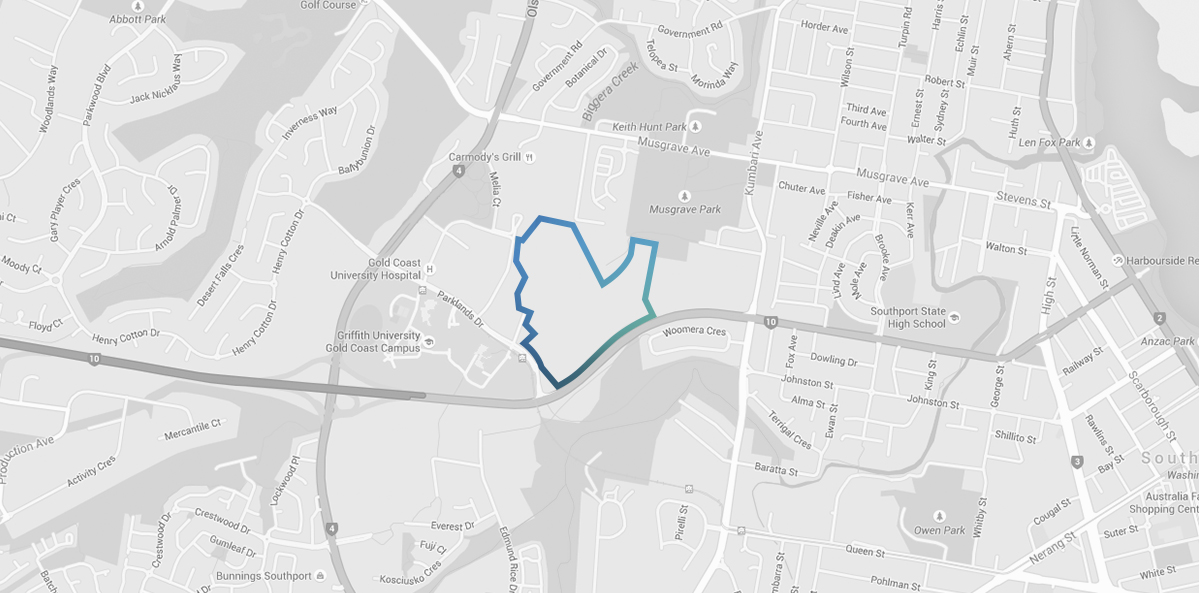 Golf Course
Abbott Park
Ols
Government Rd
Government Rd
Botanical Dr
Telopea St
Morinda Way
Horder Ave
Turpin Rd
Harris
Echlin St
Muir St
Ahern St
Wilson St
Robert St
Woodlands Way
Parkwood Blvd
Jack Nicklaus Way
Inverness Way
Ballybunion Dr
Biggera Creek
Third Ave
Fourth Ave
Ernest St
Sydney St
Walter St
Huth St
Keith Hunt Park
Musgrave Ave
Len Fox Park
Carmody's Grill
4
Melia Ct
Kumbari Ave
Musgrave Ave
Chuter Ave
Fisher Ave
Stevens St
Gary Player Cres
Arnold Palmer Dr
Musgrave Park
Neville Ave
Deakin Ave
Kerr Ave
Brooke Ave
ni Ct
Henry Cotton Dr
Desert Falls Cres
Walton St
Little Norman St
Moody Ct
Gold Coast
University Hospital
H
Lind Ave
Mole Ave
Harbourside Re
High St
Parklands Dr
Floyd Ct
Henry Cotton Dr
Henry Cotton Dr
Griffith University
Gold Coast Campus
Southport State
High School
Woomera Cres
10
2
Anzac Park
10
Fox Ave
Dowling Dr
Railway St
Johnston St
Alma St
Ewan St
King St
Johnston St
George St
Scarborough St
Mercantile Ct
Production Ave
Activity Cres
Terrigal Cres
Shillito St
Rawlins St
Bay St
3
South
Lockwood Pl
Baratta St
Washin
Australia Fa
Shopping Cent
Crestwood Dr
Crestwood Dr
Gumleaf Dr
4
Everest Dr
Fuji Ct
Kosciusko Cres
Edmund Rice Dr
Pirelli St
Owen Park
Whitby St
Cougal St
Suter St
Nerang St
Queen St
Batch
Bunnings Southport
mbarra St
Pohlman St
White St